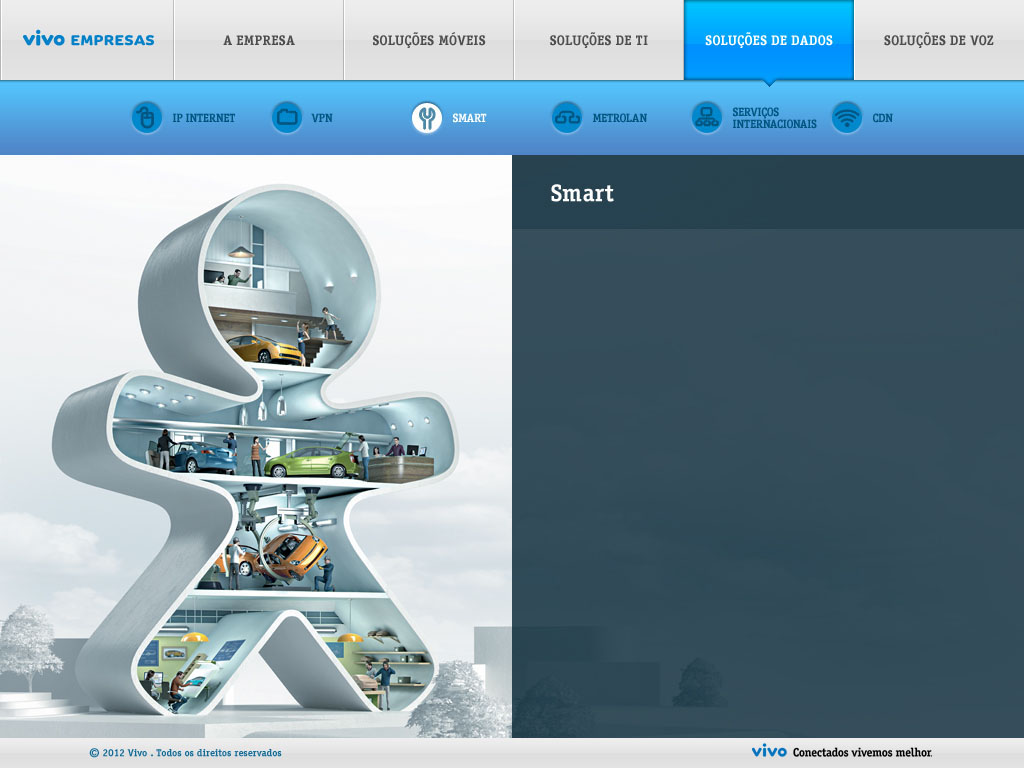 vivo EMPRESAS
A EMPRESA
SOLUÇÕES MÓVEIS
SOLUÇÕES DE TI
SOLUÇÕES DE DADOS
SOLUÇÕES DE VOZ
IP INTERNET
VPN
SMART
METROLAN
SERVIÇOS
INTERNACIONAIS
CDN
Smart
© 2012 Vivo . Todos os direitos reservados
vivo Conectados vivemos melhor.